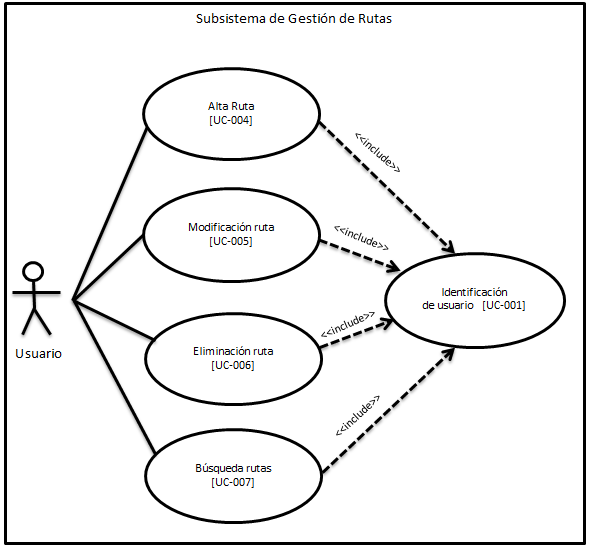 Subsistema de Gestión de Rutas
Alta Ruta
[UC-004]
<<include>>
Modificación ruta
[UC-005]
<<include>>
Identificación
de usuario [UC-001]
Usuario
Eliminación ruta
[UC-006]
<<include>>
Búsqueda rutas
[UC-007]
<<include>>